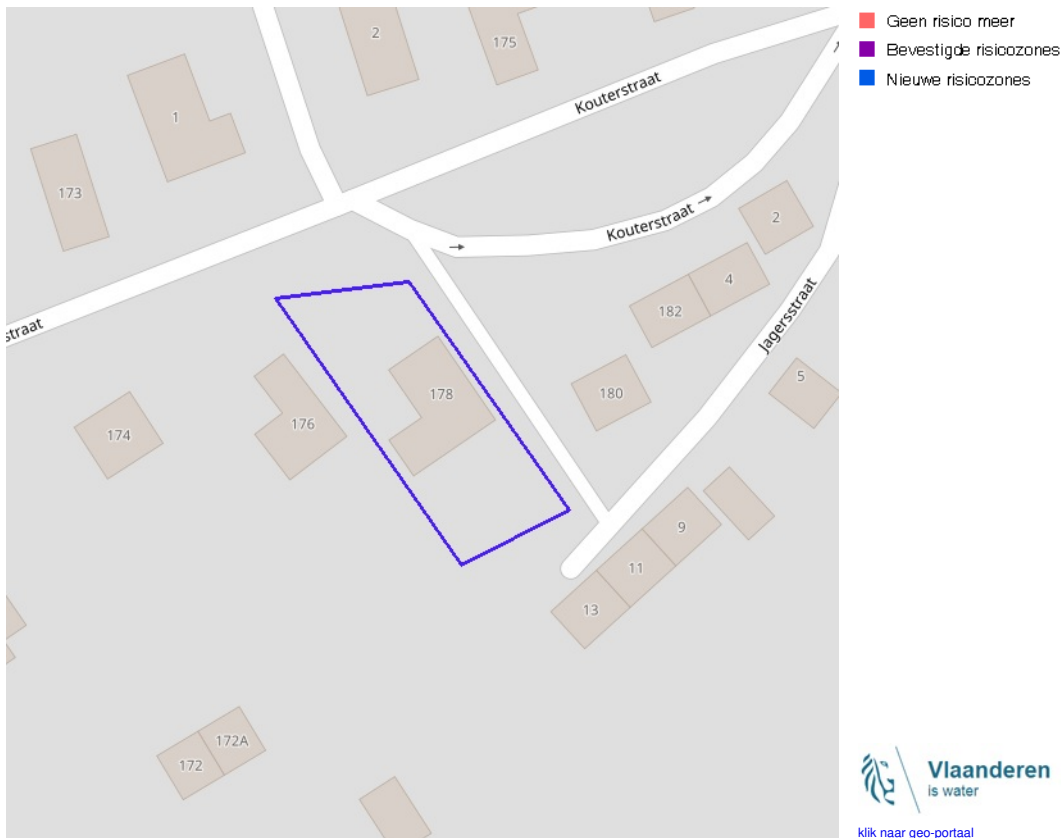 Geen risico meer
Bevestigde risicozones
Nieuwe risicozones
2
175
Kouterstraat
1
173
2
Kouterstraat
4
182
straat
Jagersstraat
5
180
178
176
174
9
11
13
172A
172
Vlaanderen
is water
klik naar geo-portaal